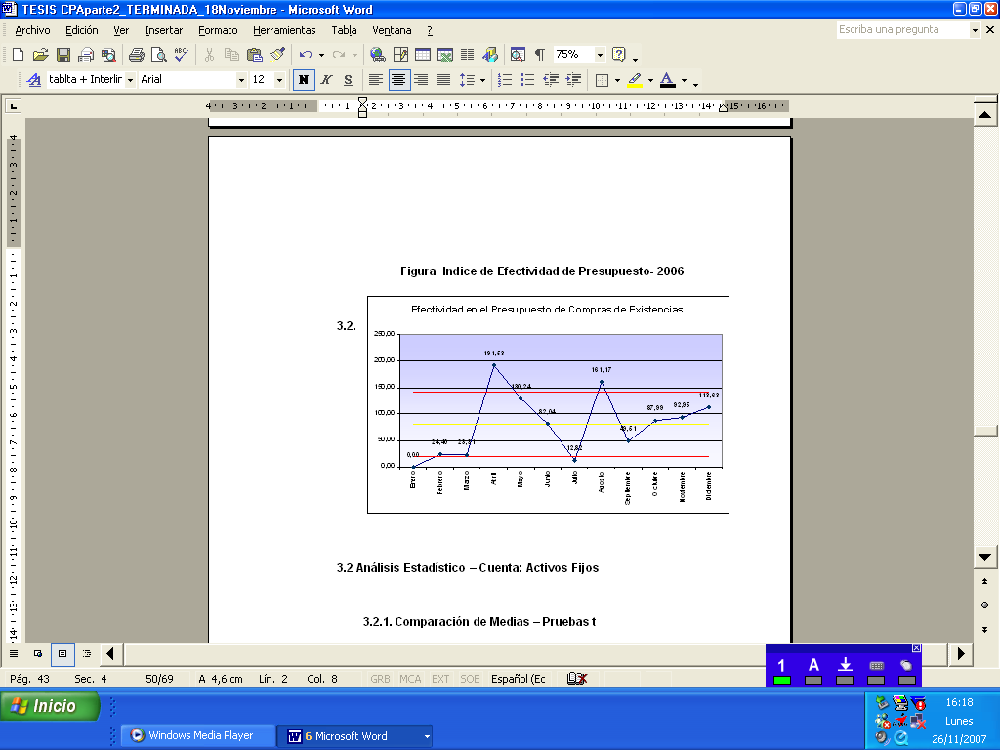 TESIS CPAparte2_TERMINADA_18Noviembre - Microsoft Word
Archivo Edición Ver Insertar Formato Herramientas Tabla Ventana ? Escriba una pregunta
75%
tablita + Interlir Arial 12 N K S
4 3 2 1 1 2 3 4 5 6 7 8 9 10 11 12 13 14 15 16
Figura Indice de Efectividad de Presupuesto- 2006
Efectividad en el Presupuesto de Compras de Existencias
3.2.
250,00
200,00
150,00
100,00
50,00
0,00
0,00 24,40 191,53 130,24 82,04 161,17 49,51 87,99 92,95 113,63
Enero Febrero Marzo Abril Mayo Junio Julio Agosto Septiembre Octubre Noviembre Diciembre
3.2 Análisis Estadístico – Cuenta: Activos Fijos
3.2.1. Comparación de Medias – Pruebas t
1 A
Pág. 43 Sec. 4 50/69 A 4,6 cm Lín. 2 Col. 8 GRB MCA EXT SOB Español (Ec
Inicio
Windows Media Player
6 Microsoft Word
16:18
Lunes
26/11/2007